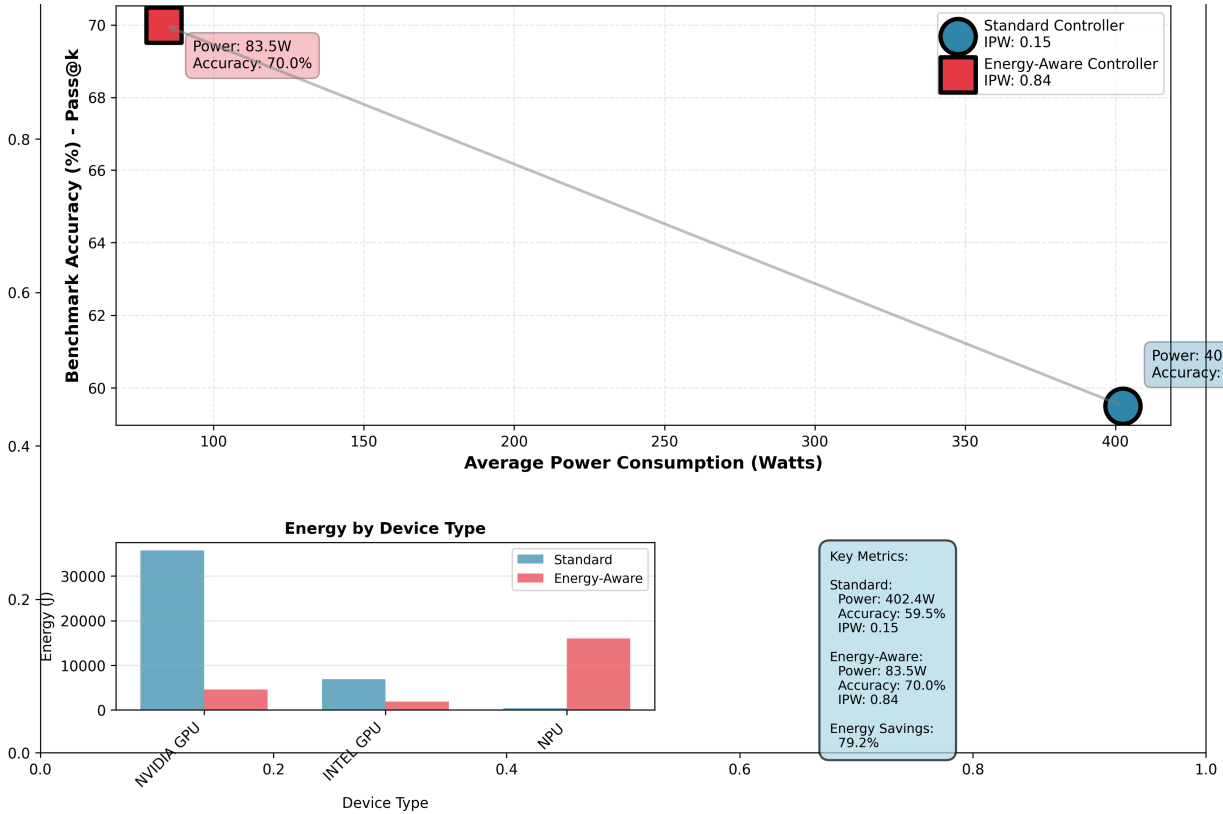 70
68
66
64
62
60
Benchmark Accuracy (%) - Pass@k
Power: 83.5W
Accuracy: 70.0%
Standard Controller
IPW: 0.15
Energy-Aware Controller
IPW: 0.84
Power: 40
Accuracy:
100
150
200
250
300
350
400
Average Power Consumption (Watts)
0.8
0.6
0.4
0.2
0.0
Energy by Device Type
Standard
Energy-Aware
30000
20000
10000
0
Energy (J)
NVIDIA GPU
INTEL GPU
NPU
Device Type
Key Metrics:
Standard:
Power: 402.4W
Accuracy: 59.5%
IPW: 0.15
Energy-Aware:
Power: 83.5W
Accuracy: 70.0%
IPW: 0.84
Energy Savings:
79.2%
0.0
0.2
0.4
0.6
0.8
1.0